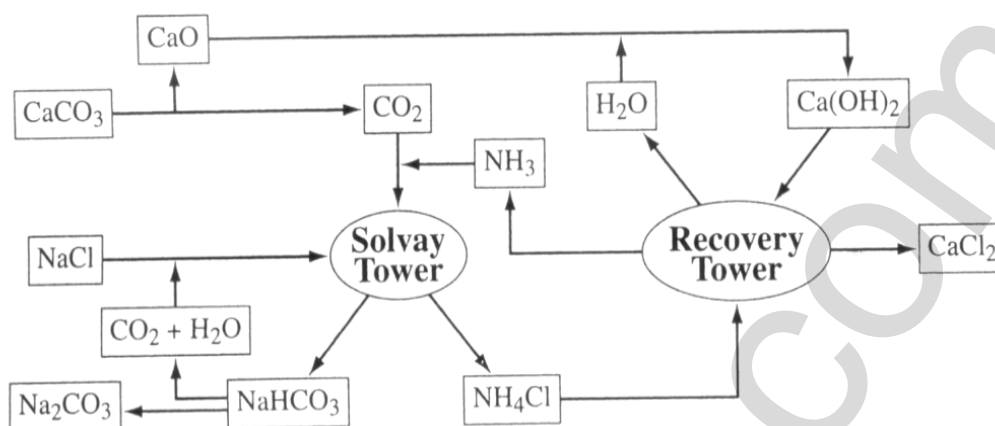 CaO
CaCO₃
CO₂
H₂O
Ca(OH)₂
NH₃
NaCl
Solvay
Tower
Recovery
Tower
CaCl₂
CO₂ + H₂O
Na₂CO₃
NaHCO₃
NH₄Cl
com